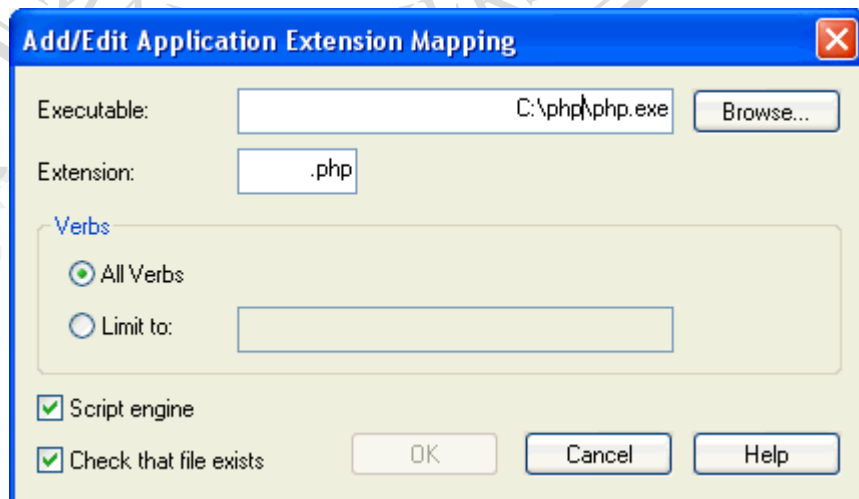 Add/Edit Application Extension Mapping
Executable:
C:\php\php.exe
Browse...
Extension:
.php
Verbs
All Verbs
Limit to:
Script engine
Check that file exists
OK
Cancel
Help